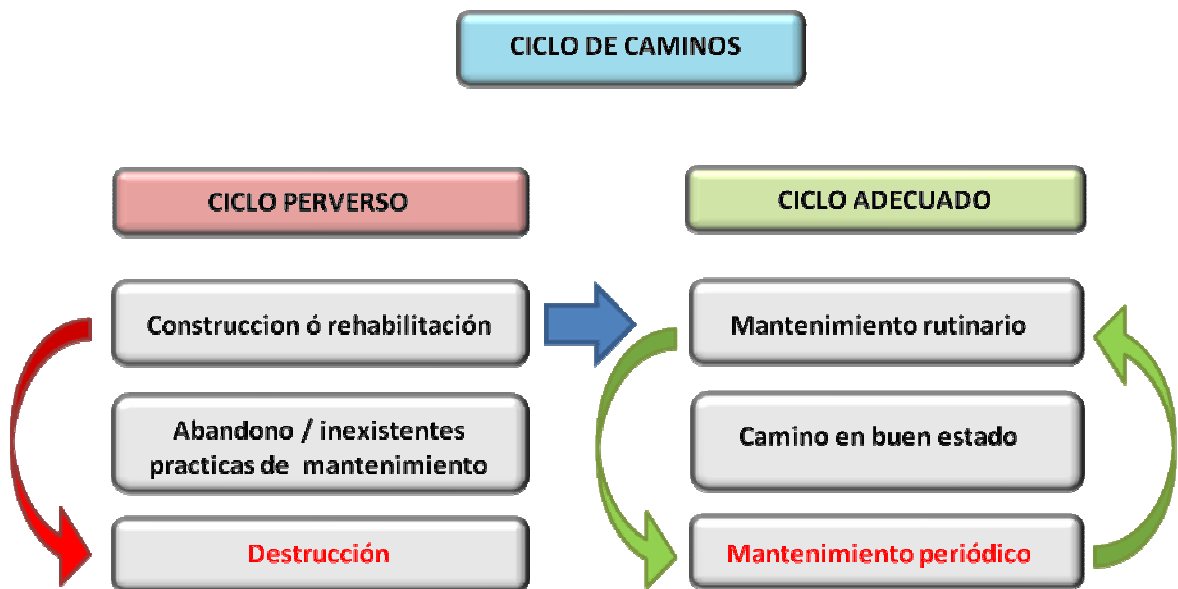 CICLO DE CAMINOS
CICLO PERVERSO
Construccion ó rehabilitación
Abandono / inexistentes
practicas de mantenimiento
Destrucción
CICLO ADECUADO
Mantenimiento rutinario
Camino en buen estado
Mantenimiento periódico